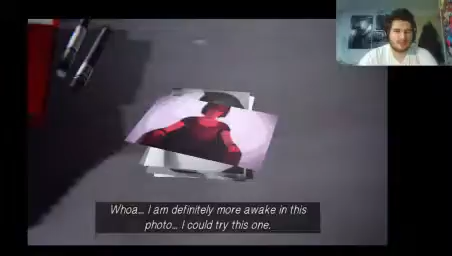 Whoa... I am definitely more awake in this
photo... I could try this one.